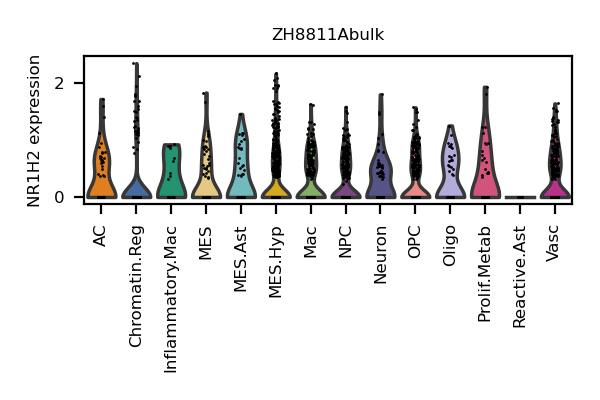 ZH8811Abulk
NR1H2 expression
2
0
AC
Chromatin.Reg
Inflammatory.Mac
MES
MES.Ast
MES.Hyp
Mac
NPC
Neuron
OPC
Oligo
Prolif.Metab
Reactive.Ast
Vasc